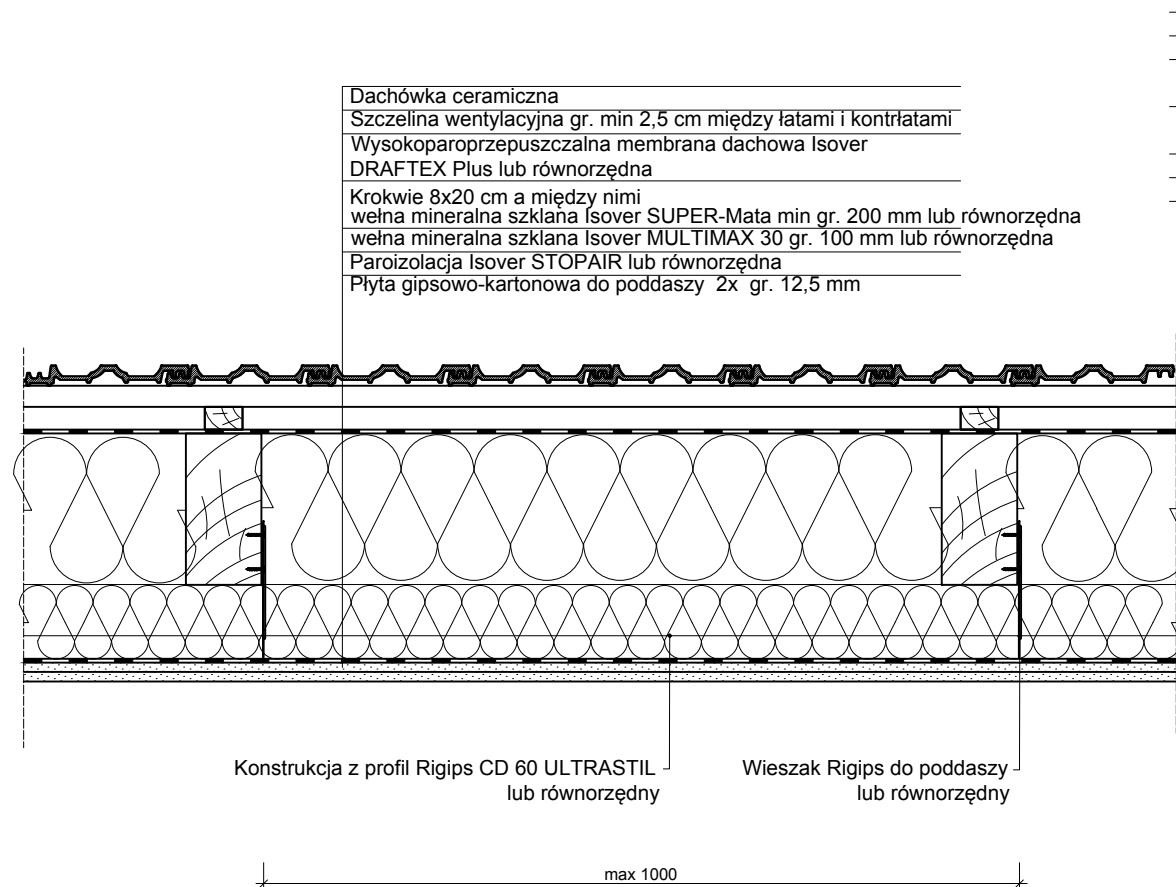 Dachówka ceramiczna
Szczelina wentylacyjna gr. min 2,5 cm między łatami i kontrłatami
Wysokoparoprzepuszczalna membrana dachowa Isover
DRAFTEX Plus lub równorzędna
Krokwie 8x20 cm a między nimi
wełna mineralna szklana Isover SUPER-Mata min gr. 200 mm lub równorzędna
wełna mineralna szklana Isover MULTIMAX 30 gr. 100 mm lub równorzędna
Paroizolacja Isover STOPAIR lub równorzędna
Płyta gipsowo-kartonowa do poddaszy 2x gr. 12,5 mm
Konstrukcja z profil Rigips CD 60 ULTRASTIL
lub równorzędny
Wieszak Rigips do poddaszy
lub równorzędny
max 1000